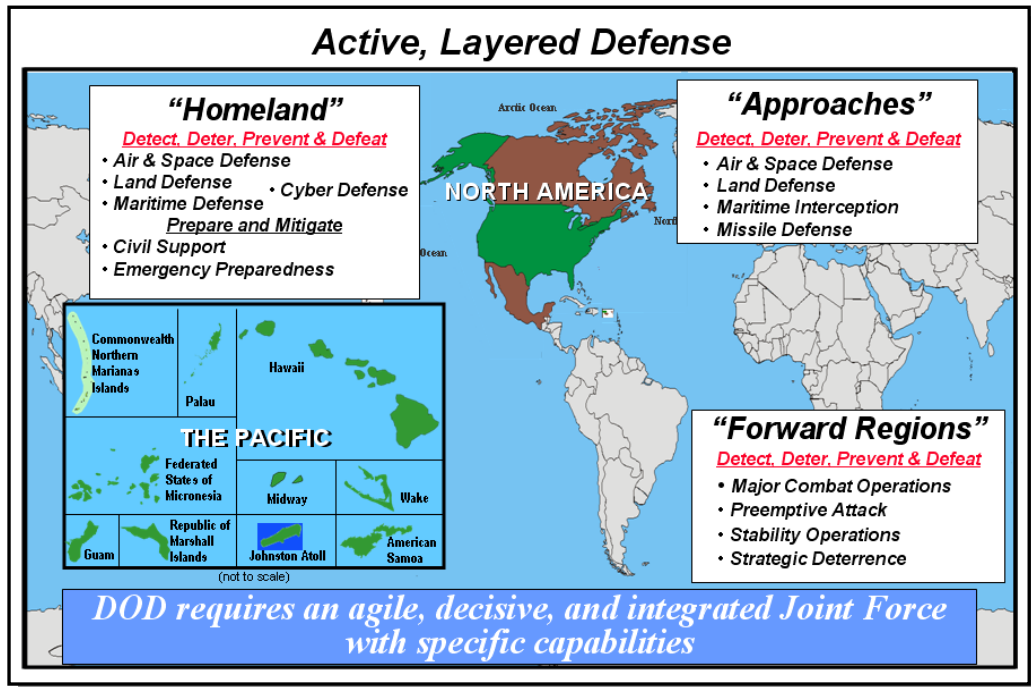 Active, Layered Defense
“Homeland”
Detect, Deter, Prevent & Defeat
• Air & Space Defense
• Land Defense
• Cyber Defense
• Maritime Defense
Prepare and Mitigate
• Civil Support
• Emergency Preparedness
Arctic Ocean
NORTH AMERICA
Ocean
“Approaches”
Detect, Deter, Prevent & Defeat
• Air & Space Defense
• Land Defense
• Maritime Interception
• Missile Defense
Commonwealth
Northern
Marianas
Islands
Palau
Hawaii
THE PACIFIC
Federated
States of
Micronesia
Midway
Wake
Guam
Republic of
Marshall
Islands
Johnston Atoll
American
Samoa
(not to scale)
“Forward Regions”
Detect, Deter, Prevent & Defeat
• Major Combat Operations
• Preemptive Attack
• Stability Operations
• Strategic Deterrence
DOD requires an agile, decisive, and integrated Joint Force
with specific capabilities